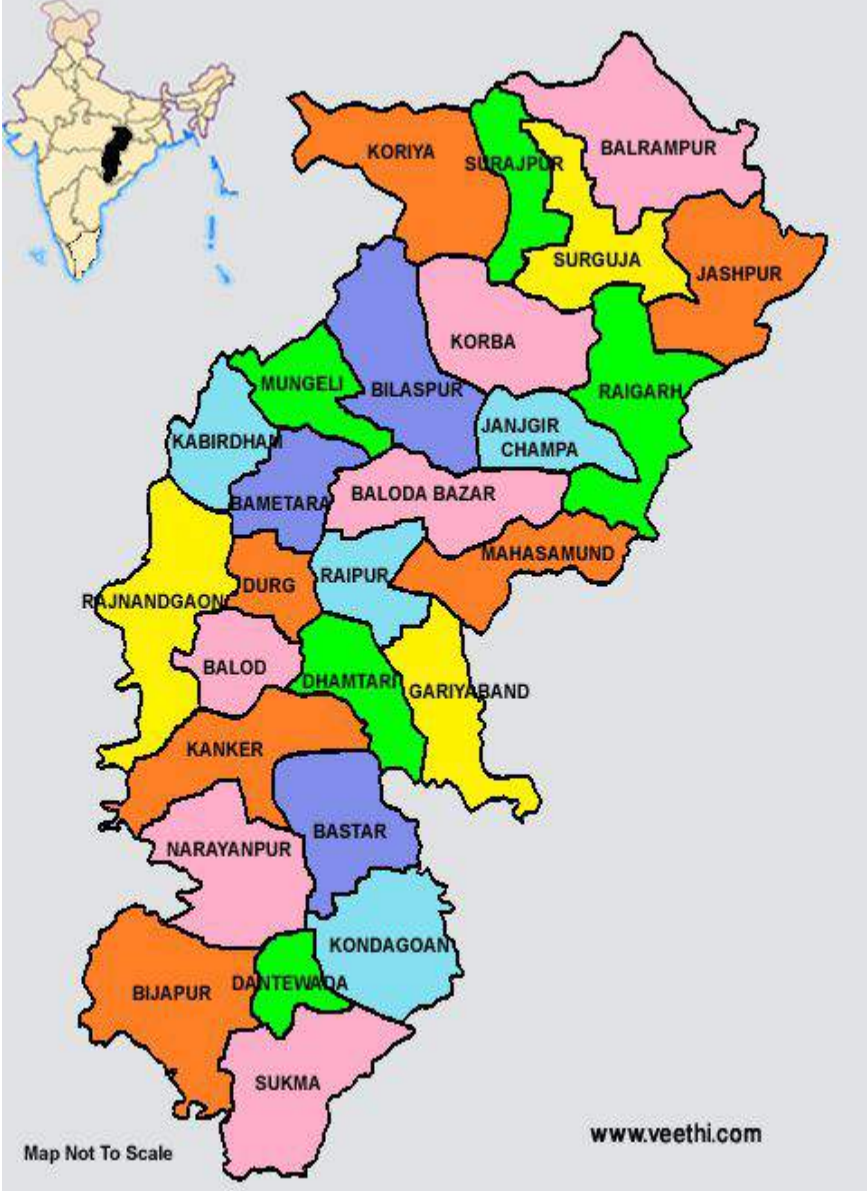 BALRAMPUR
KORIYA
SURAJPUR
SURGUJA
JASHPUR
KORBA
MUNGELI
BILASPUR
RAIGARH
JANJGIR
CHAMPA
KABIRDHAM
BAMETARA
BALODA BAZAR
MAHASAMUND
RAIPUR
DURG
RAJNANDGAON
BALOD
DHAMTARI
GARIYABAND
KANKER
BASTAR
NARAYANPUR
KONDAGOAN
DANTEWADA
BIJAPUR
SUKMA
www.veethi.com
Map Not To Scale